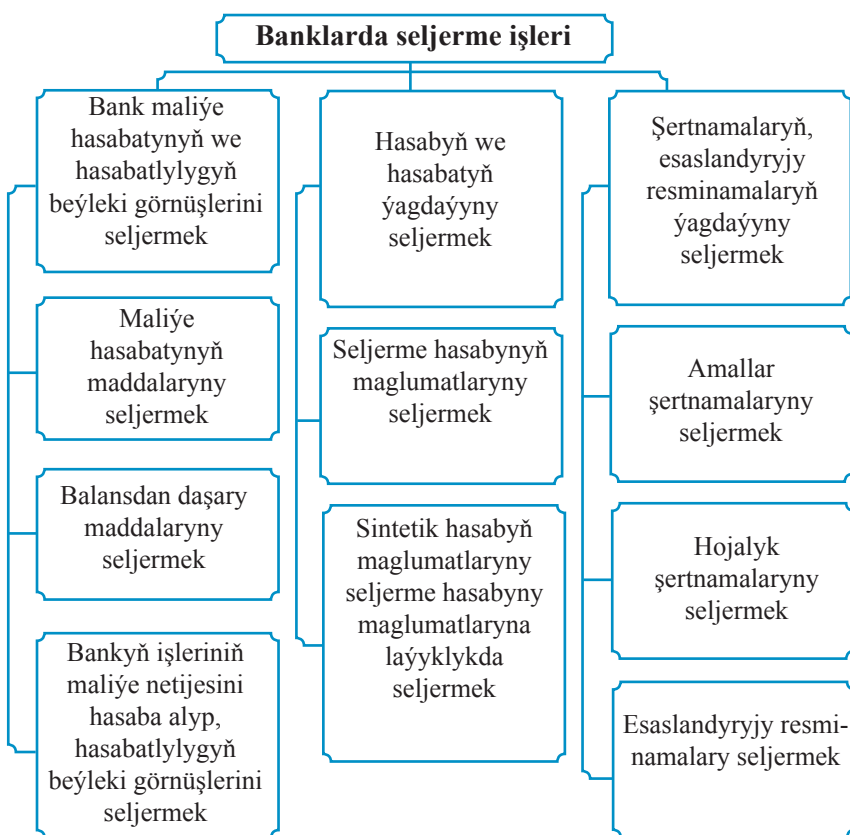 Banklarda seljerme işleri
Bank maliýe
hasabatynyň we
hasabatlylygyň
beýleki görnüşlerini
seljermek
Maliýe
hasabatynyň
maddalaryny
seljermek
Balansdan daşary
maddalaryny
seljermek
Bankyň işleriniň
maliýe netijesini
hasaba alyp,
hasabatlylygyň
beýleki görnüşlerini
seljermek
Hasabyň we
hasabatyň
ýagdaýyny
seljermek
Seljerme hasabynyň
maglumatlaryny
seljermek
Sintetik hasabyň
maglumatlaryny
seljerme hasabyny
maglumatlaryna
laýyklykda
seljermek
Şertnamalaryň,
esaslandyryjy
resminamalaryň
ýagdaýyny
seljermek
Amallar
şertnamalaryny
seljermek
Hojalyk
şertnamalaryny
seljermek
Esaslandyryjy resmi-
namalary seljermek